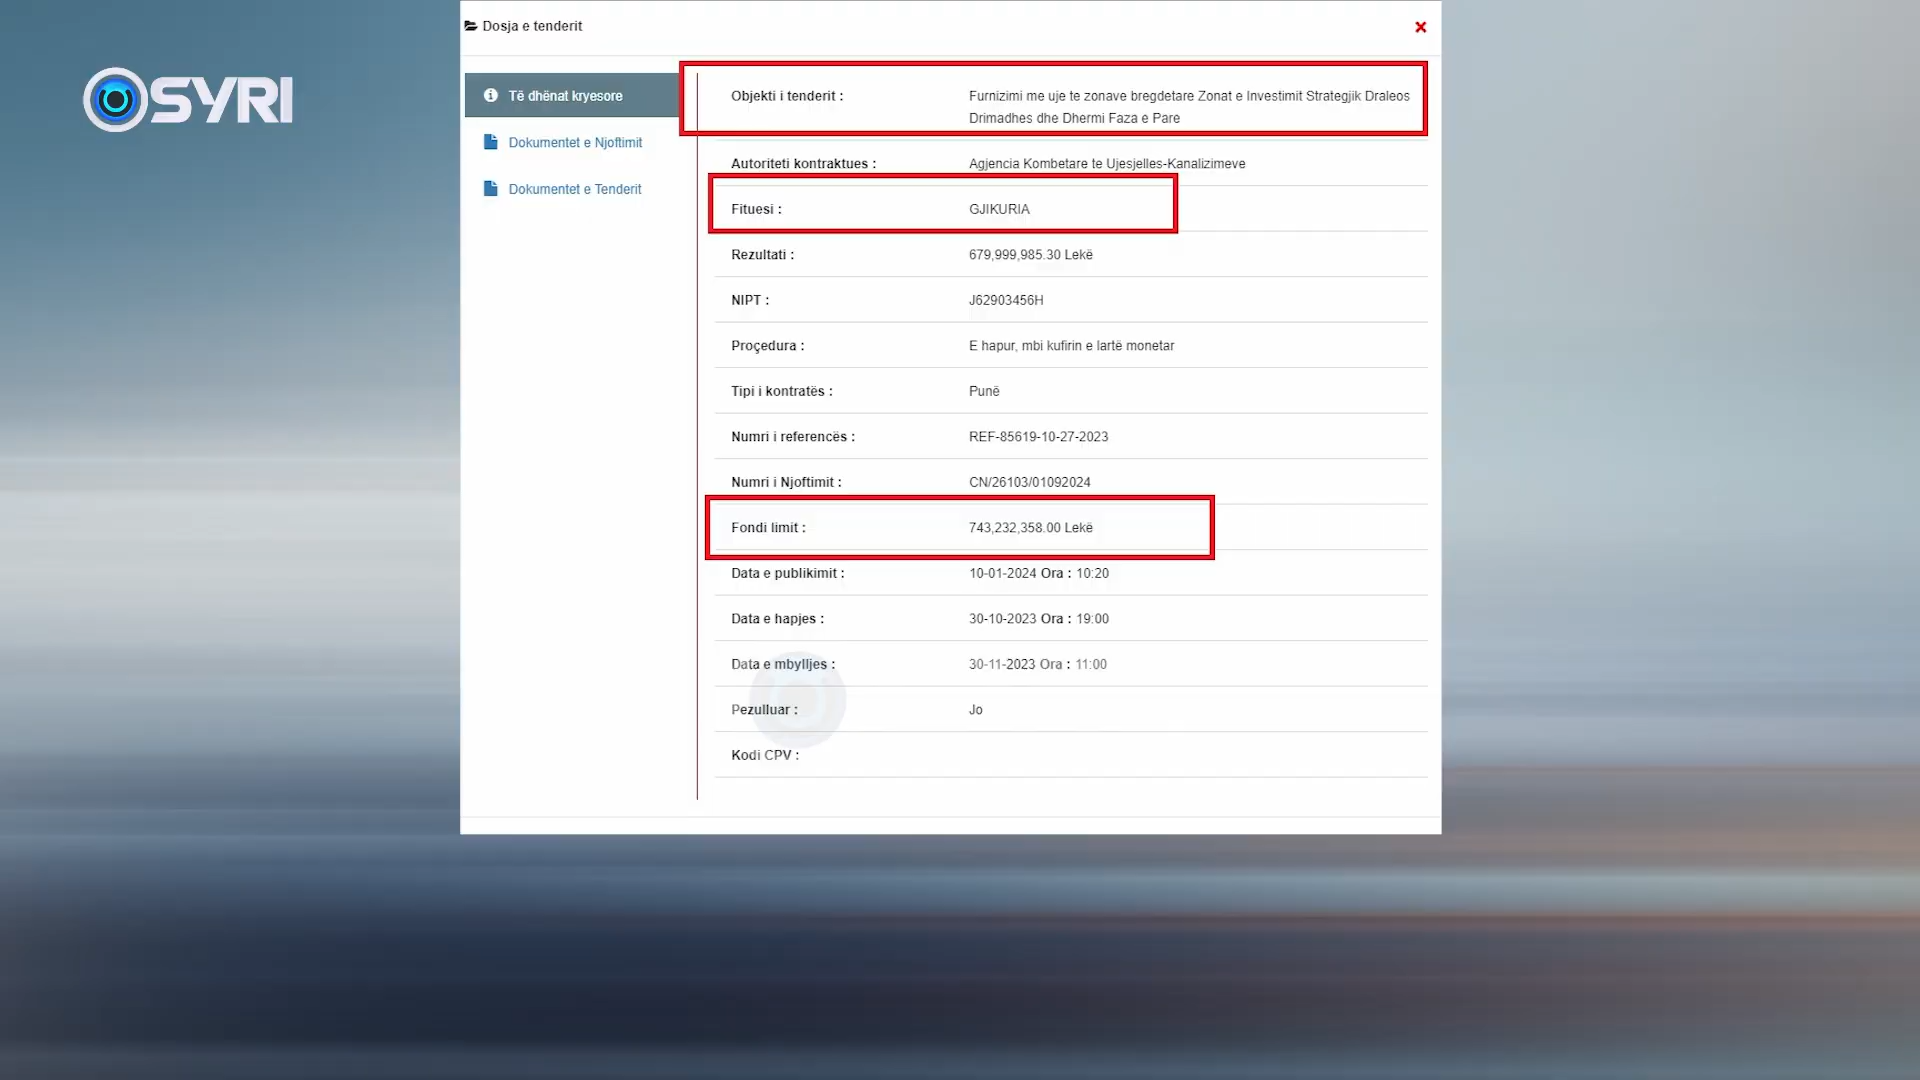 SYRI
Dosja e tenderit
Të dhënat kryesore
Dokumentet e Njoftimit
Dokumentet e Tenderit
Objekti i tenderit : Furnizimi me uje te zonave bregdetare Zonat e Investimit Strategjik Draleos
Drimadhes dhe Dhermi Faza e Pare
Autoriteti kontraktues : Agjencia Kombetare te Ujesjelles-Kanalizimeve
Fituesi : GJIKURIA
Rezultati : 679,999,985.30 Lekë
NIPT : J62903456H
Proçedura : E hapur, mbi kufirin e lartë monetar
Tipi i kontratës : Punë
Numri i referencës : REF-85619-10-27-2023
Numri i Njoftimit : CN/26103/01092024
Fondi limit : 743,232,358.00 Lekë
Data e publikimit : 10-01-2024 Ora : 10:20
Data e hapjes : 30-10-2023 Ora : 19:00
Data e mbylljes : 30-11-2023 Ora : 11:00
Pezulluar : Jo
Kodi CPV :